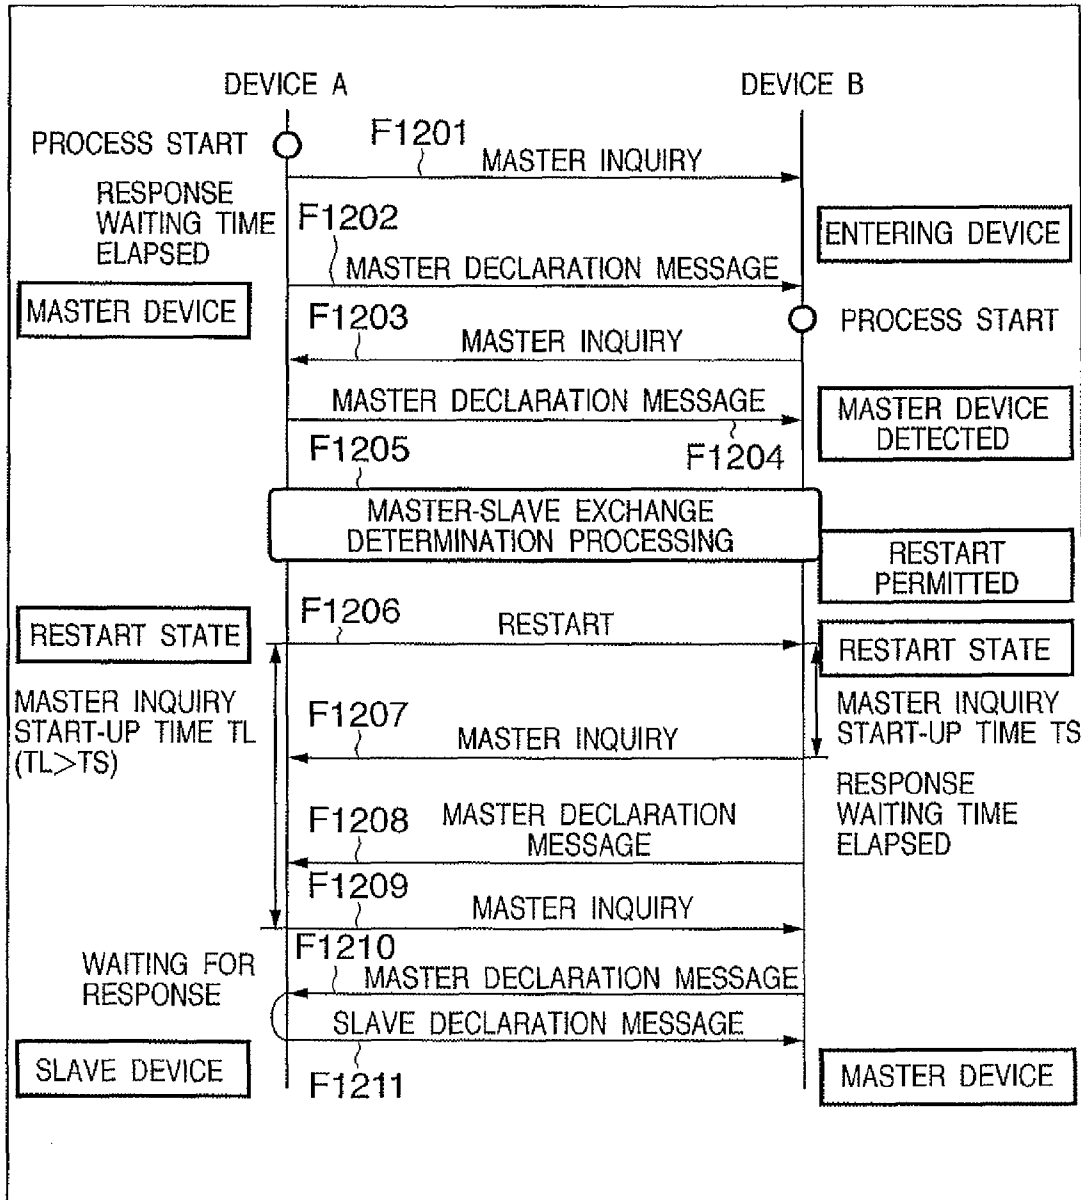 DEVICE A
DEVICE B
PROCESS START
F1201
MASTER INQUIRY
RESPONSE
WAITING TIME
ELAPSED
F1202
ENTERING DEVICE
MASTER DECLARATION MESSAGE
MASTER DEVICE
F1203
PROCESS START
MASTER INQUIRY
MASTER DECLARATION MESSAGE
F1204
MASTER DEVICE
DETECTED
F1205
MASTER-SLAVE EXCHANGE
DETERMINATION PROCESSING
RESTART
PERMITTED
RESTART STATE
F1206
RESTART
RESTART STATE
MASTER INQUIRY
START-UP TIME TL
(TL>TS)
F1207
MASTER INQUIRY
MASTER INQUIRY
START-UP TIME TS
RESPONSE
WAITING TIME
ELAPSED
F1208
MASTER DECLARATION
MESSAGE
F1209
MASTER INQUIRY
WAITING FOR
RESPONSE
F1210
MASTER DECLARATION MESSAGE
SLAVE DECLARATION MESSAGE
SLAVE DEVICE
F1211
MASTER DEVICE